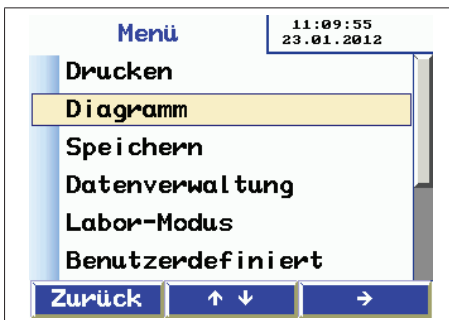 Menü
11:09:55
23.01.2012
Drucken
Diagramm
Speichern
Datenverwaltung
Labor-Modus
Benutzerdefiniert
Zurück ↑ ↓ →